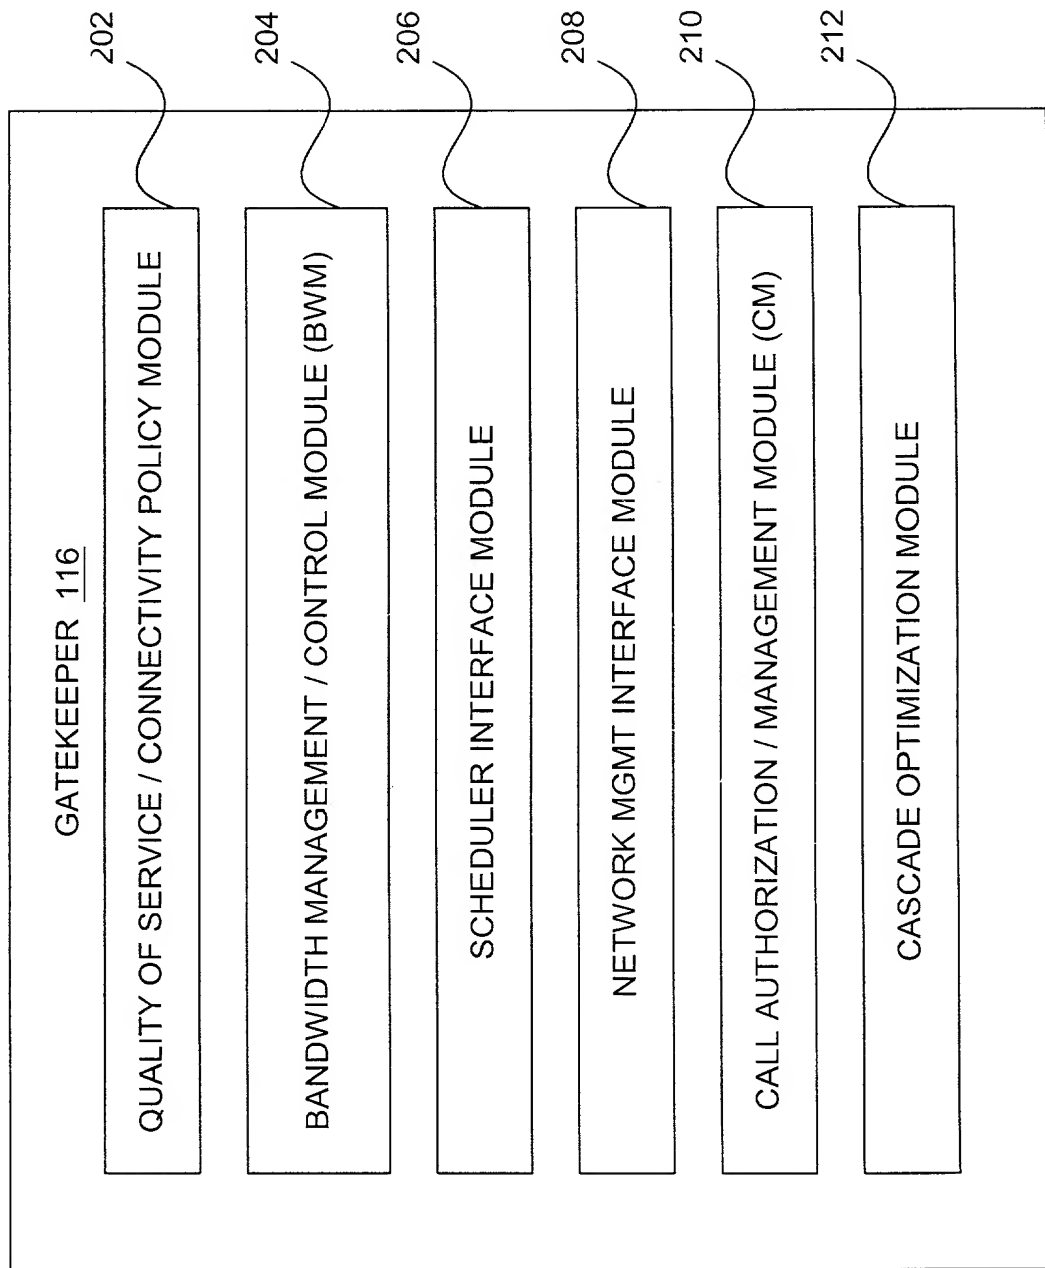 GATEKEEPER 116
QUALITY OF SERVICE / CONNECTIVITY POLICY MODULE
202
BANDWIDTH MANAGEMENT / CONTROL MODULE (BWM)
204
SCHEDULER INTERFACE MODULE
206
NETWORK MGMT INTERFACE MODULE
208
CALL AUTHORIZATION / MANAGEMENT MODULE (CM)
210
CASCADE OPTIMIZATION MODULE
212